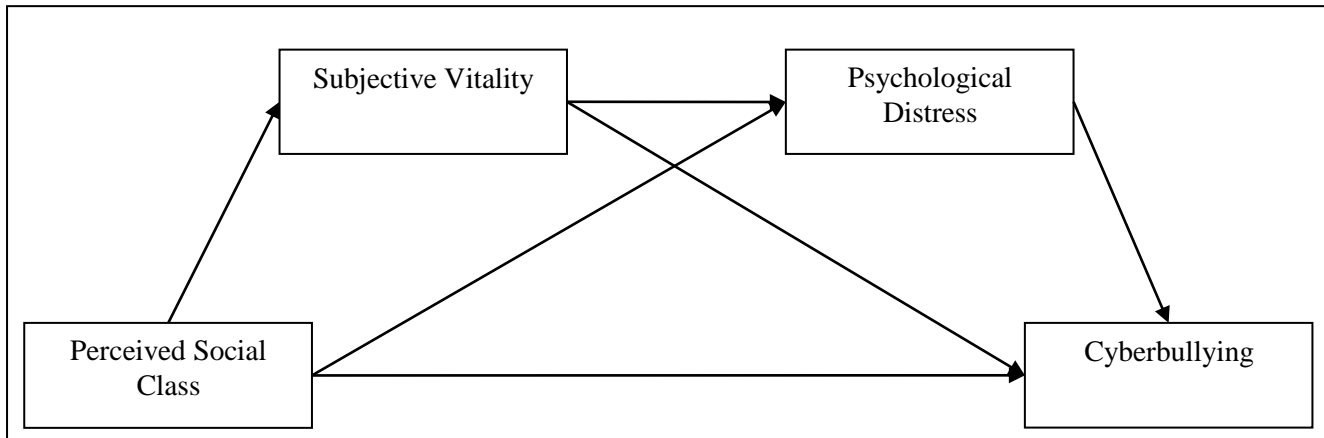 Subjective Vitality
Psychological
Distress
Perceived Social
Class
Cyberbullying